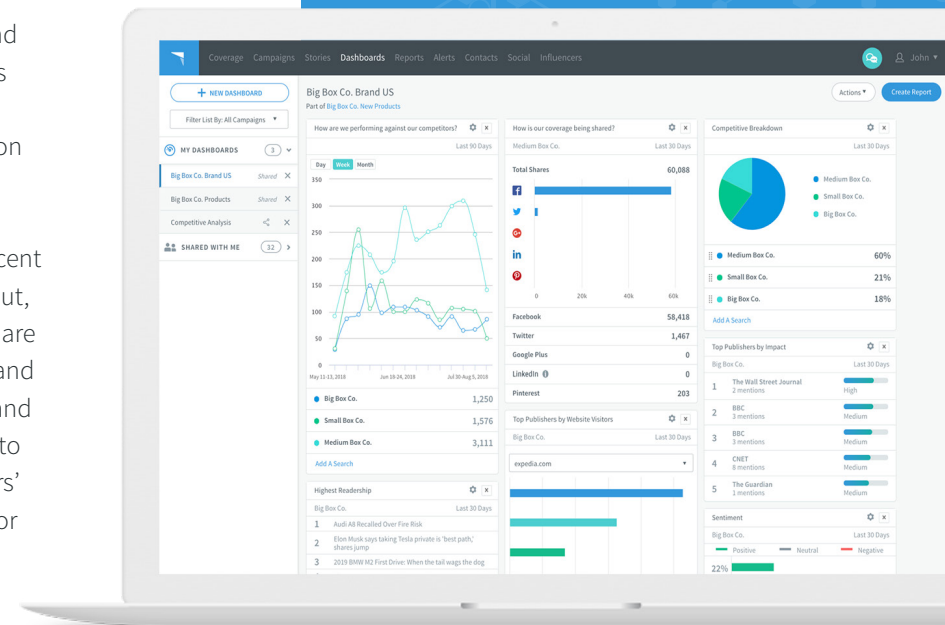 nd
s
on
cent
ut,
are
and
and
to
rs’
or
Coverage Campaigns Stories Dashboards Reports Alerts Contacts Social Influencers
John
+ NEW DASHBOARD
Filter List By: All Campaigns
MY DASHBOARDS 3
Big Box Co. Brand US Shared X
Big Box Co. Products Shared X
Competitive Analysis X
SHARED WITH ME 32
Big Box Co. Brand US
Part of Big Box Co. New Products
Actions
Create Report
How are we performing against our competitors?
Last 90 Days
Day Week Month
350
300
250
200
150
100
50
0
May 11-13, 2018 Jun 18-24, 2018 Jul 30-Aug 5, 2018
Big Box Co. 1,250
Small Box Co. 1,576
Medium Box Co. 3,111
Add A Search
Highest Readership
Big Box Co. Last 30 Days
1 Audi A8 Recalled Over Fire Risk
2 Elon Musk says taking Tesla private is 'best path,'
shares jump
3 2019 BMW M2 First Drive: When the tail wags the dog
How is our coverage being shared?
Medium Box Co. Last 30 Days
Total Shares 60,088
0 20k 40k 60k
Facebook 58,418
Twitter 1,467
Google Plus 0
LinkedIn 0
Pinterest 203
Top Publishers by Website Visitors
Big Box Co. Last 30 Days
expedia.com
Competitive Breakdown
Last 30 Days
Medium Box Co.
Small Box Co.
Big Box Co.
Medium Box Co. 60%
Small Box Co. 21%
Big Box Co. 18%
Add A Search
Top Publishers by Impact
Big Box Co. Last 30 Days
1 The Wall Street Journal
2 mentions High
2 BBC
3 mentions Medium
3 BBC
3 mentions Medium
4 CNET
8 mentions Medium
5 The Guardian
1 mentions Medium
Sentiment
Big Box Co. Last 30 Days
Positive Neutral Negative
22%